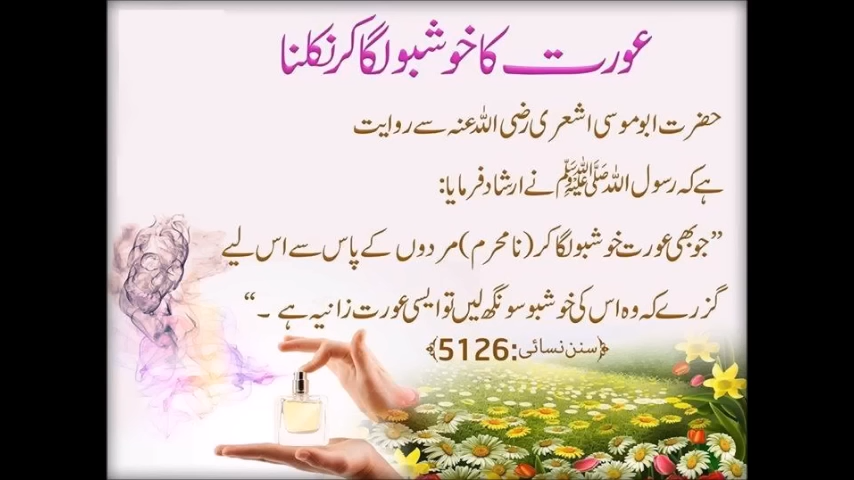 عورت کا خوشبو لگا کر نکلنا
حضرت ابو موسی اشعری رضی اللہ عنہ سے روایت
ہے کہ رسول اللہ ﷺ نے ارشاد فرمایا:
”جو بھی عورت خوشبو لگا کر (نامحرم) مردوں کے پاس سے اس لیے
گزرے کہ وہ اس کی خوشبو سونگھ لیں تو ایسی عورت زانیہ ہے ۔“
﴿سنن نسائی:5126﴾